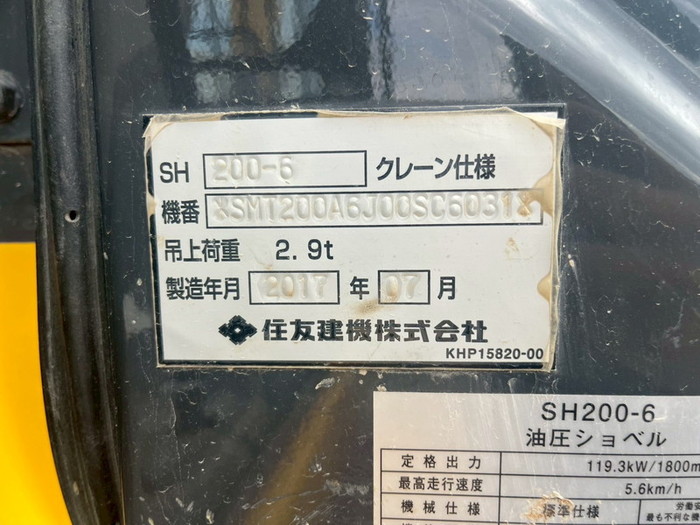 SH 200-6 クレーン仕様
機番 *SMT200A6J00SC6031*
吊上荷重 2.9t
製造年月 2017 年 07 月
住友建機株式会社
KHP15820-00
SH200-6
油圧ショベル
定格出力 119.3kW/1800m
最高走行速度 5.6km/h
機械仕様 標準仕様